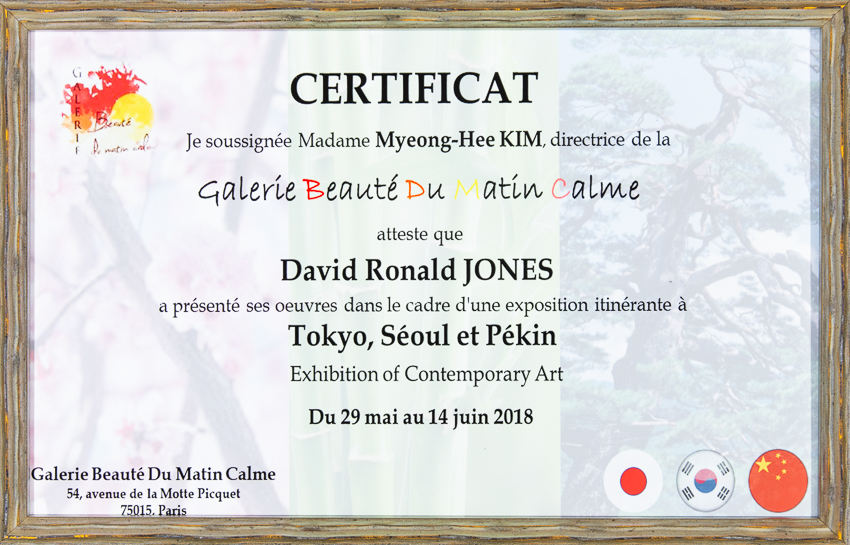 GALERIE
Beauté
du matin calme
CERTIFICAT
Je soussignée Madame Myeong-Hee KIM, directrice de la
Galerie Beauté Du Matin Calme
atteste que
David Ronald JONES
a présenté ses oeuvres dans le cadre d'une exposition itinérante à
Tokyo, Séoul et Pékin
Exhibition of Contemporary Art
Du 29 mai au 14 juin 2018
Galerie Beauté Du Matin Calme
54, avenue de la Motte Picquet
75015, Paris